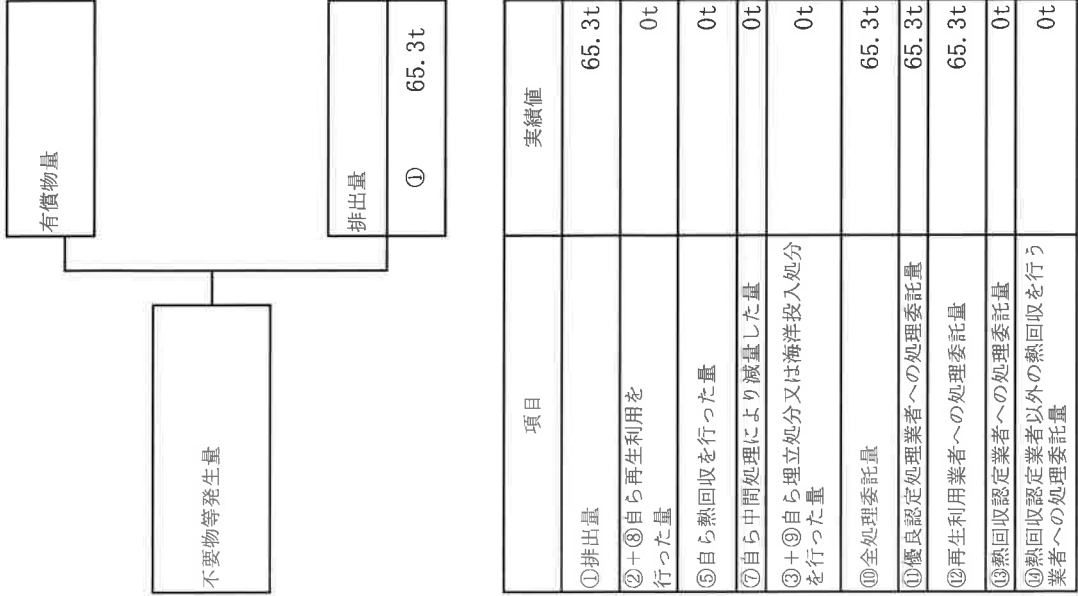 有償物量
不要物等発生量
排出量
① 65.3t
項目 実績値
①排出量 65.3t
②+⑧自ら再生利用を
行った量 0t
⑤自ら熱回収を行った量 0t
⑦自ら中間処理により減量した量 0t
③+⑨自ら埋立処分又は海洋投入処分
を行った量 0t
⑩全処理委託量 65.3t
⑪優良認定処理業者への処理委託量 65.3t
⑫再生利用業者への処理委託量 65.3t
⑬熱回収認定業者への処理委託量 0t
⑭熱回収認定業者以外の熱回収を行う
業者への処理委託量 0t